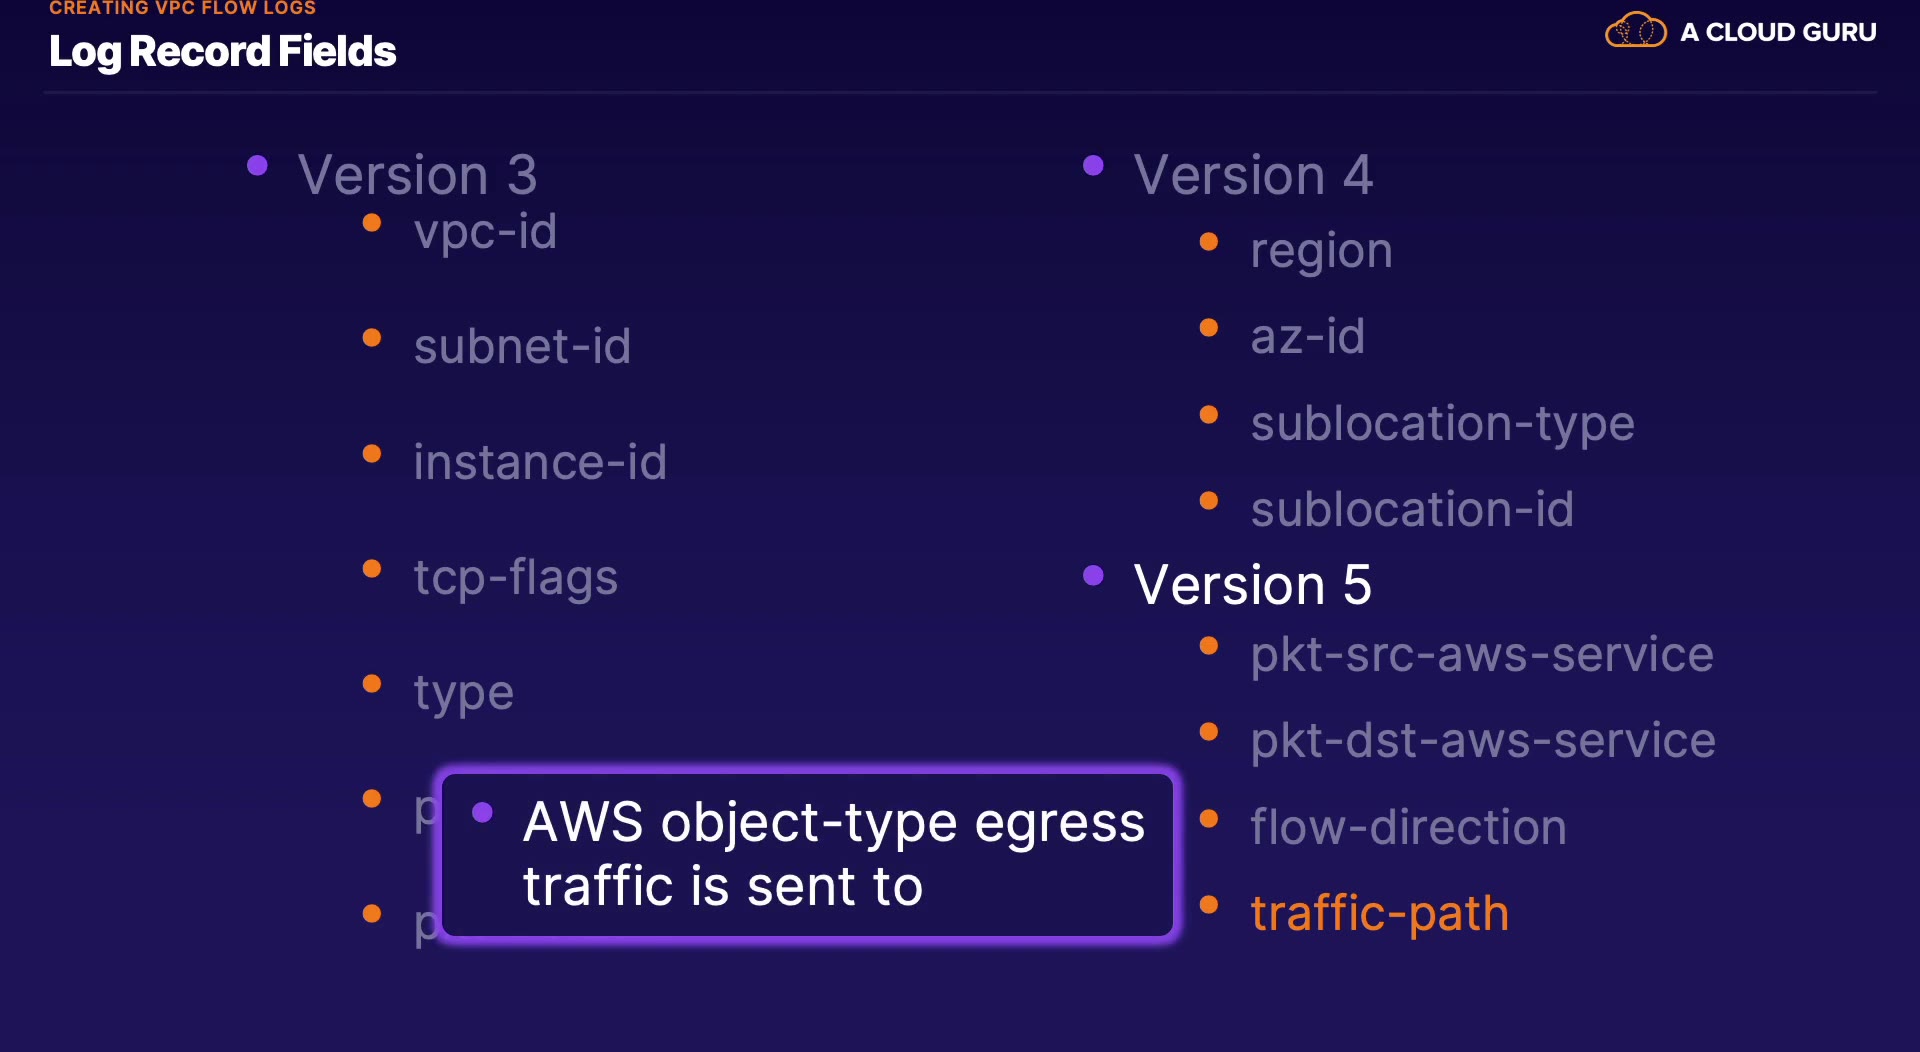 CREATING VPC FLOW LOGS
Log Record Fields
A CLOUD GURU
Version 3
vpc-id
subnet-id
instance-id
tcp-flags
type
Version 4
region
az-id
sublocation-type
sublocation-id
Version 5
pkt-src-aws-service
pkt-dst-aws-service
flow-direction
traffic-path
AWS object-type egress
traffic is sent to